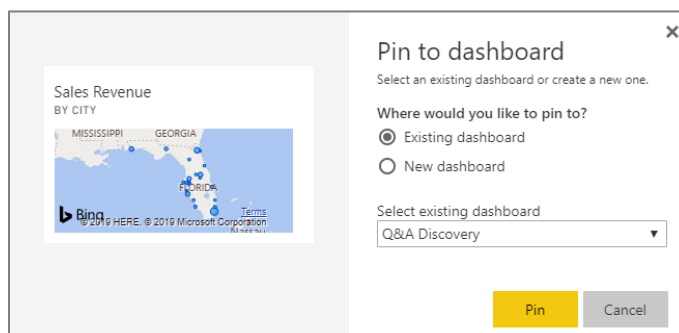 Sales Revenue
BY CITY
MISSISSIPPI GEORGIA
FLORIDA
Bing
Terms
© 2019 HERE, © 2019 Microsoft Corporation
Nassau
Pin to dashboard
Select an existing dashboard or create a new one.
Where would you like to pin to?
Existing dashboard
New dashboard
Select existing dashboard
Q&A Discovery
Pin Cancel